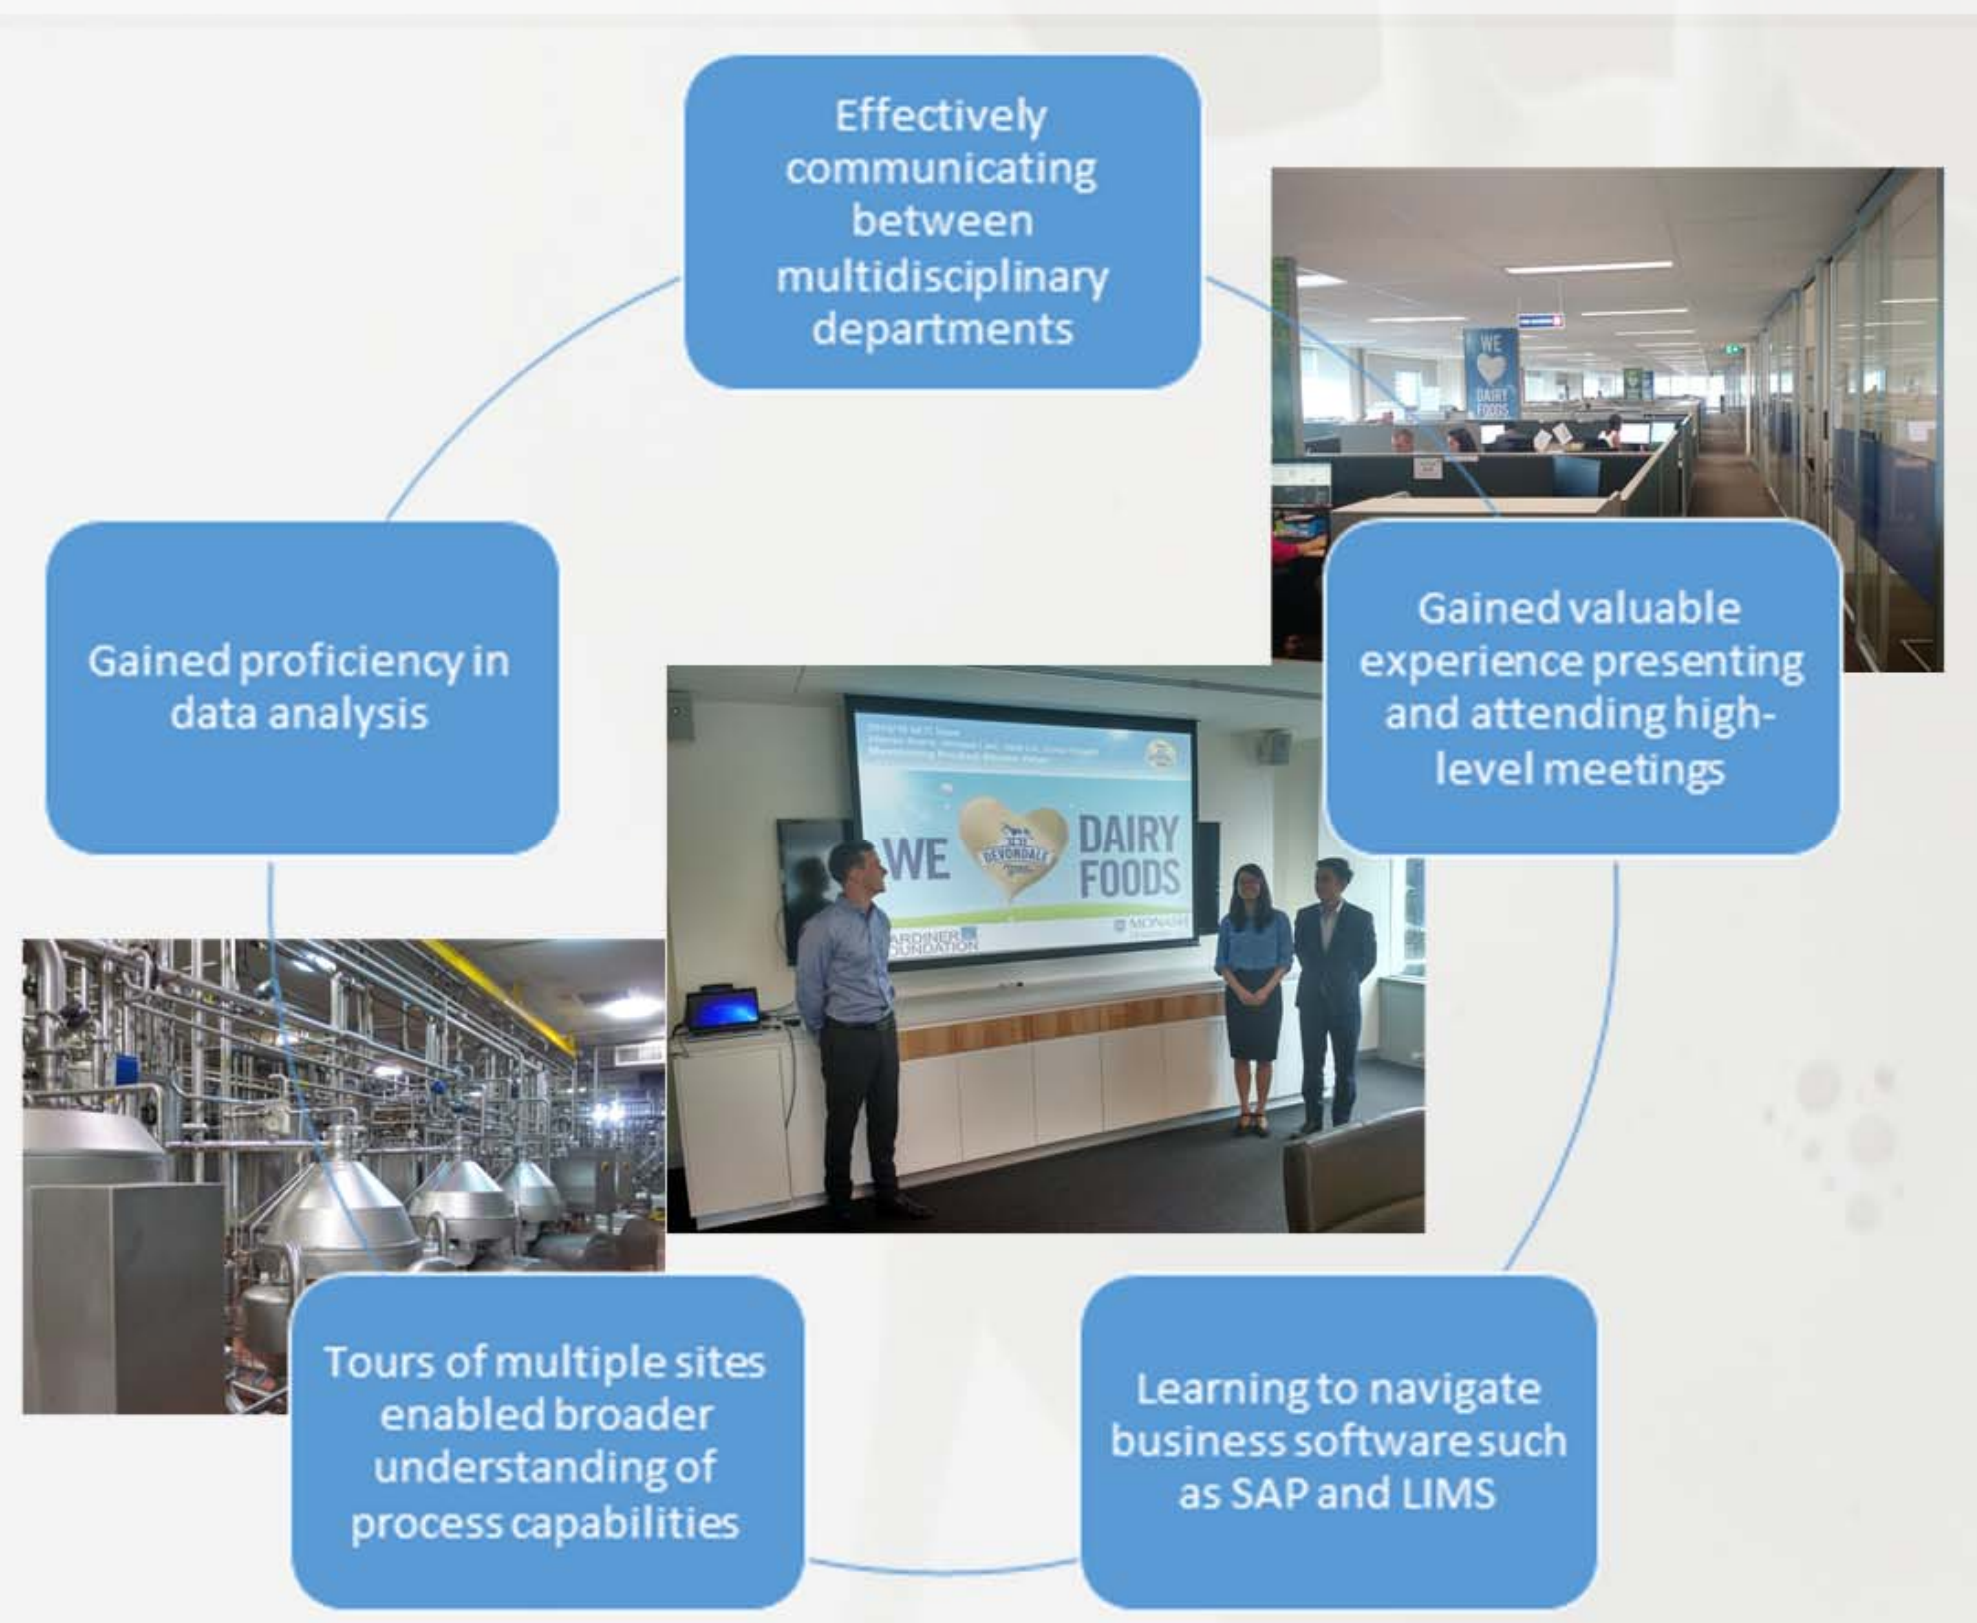 Effectively
communicating
between
multidisciplinary
departments
WE
DAIRY
FOODS
Gained valuable
experience presenting
and attending high-
level meetings
Gained proficiency in
data analysis
WE
DEVONDALE
DAIRY
FOODS
MONASH
Tours of multiple sites
enabled broader
understanding of
process capabilities
Learning to navigate
business software such
as SAP and LIMS